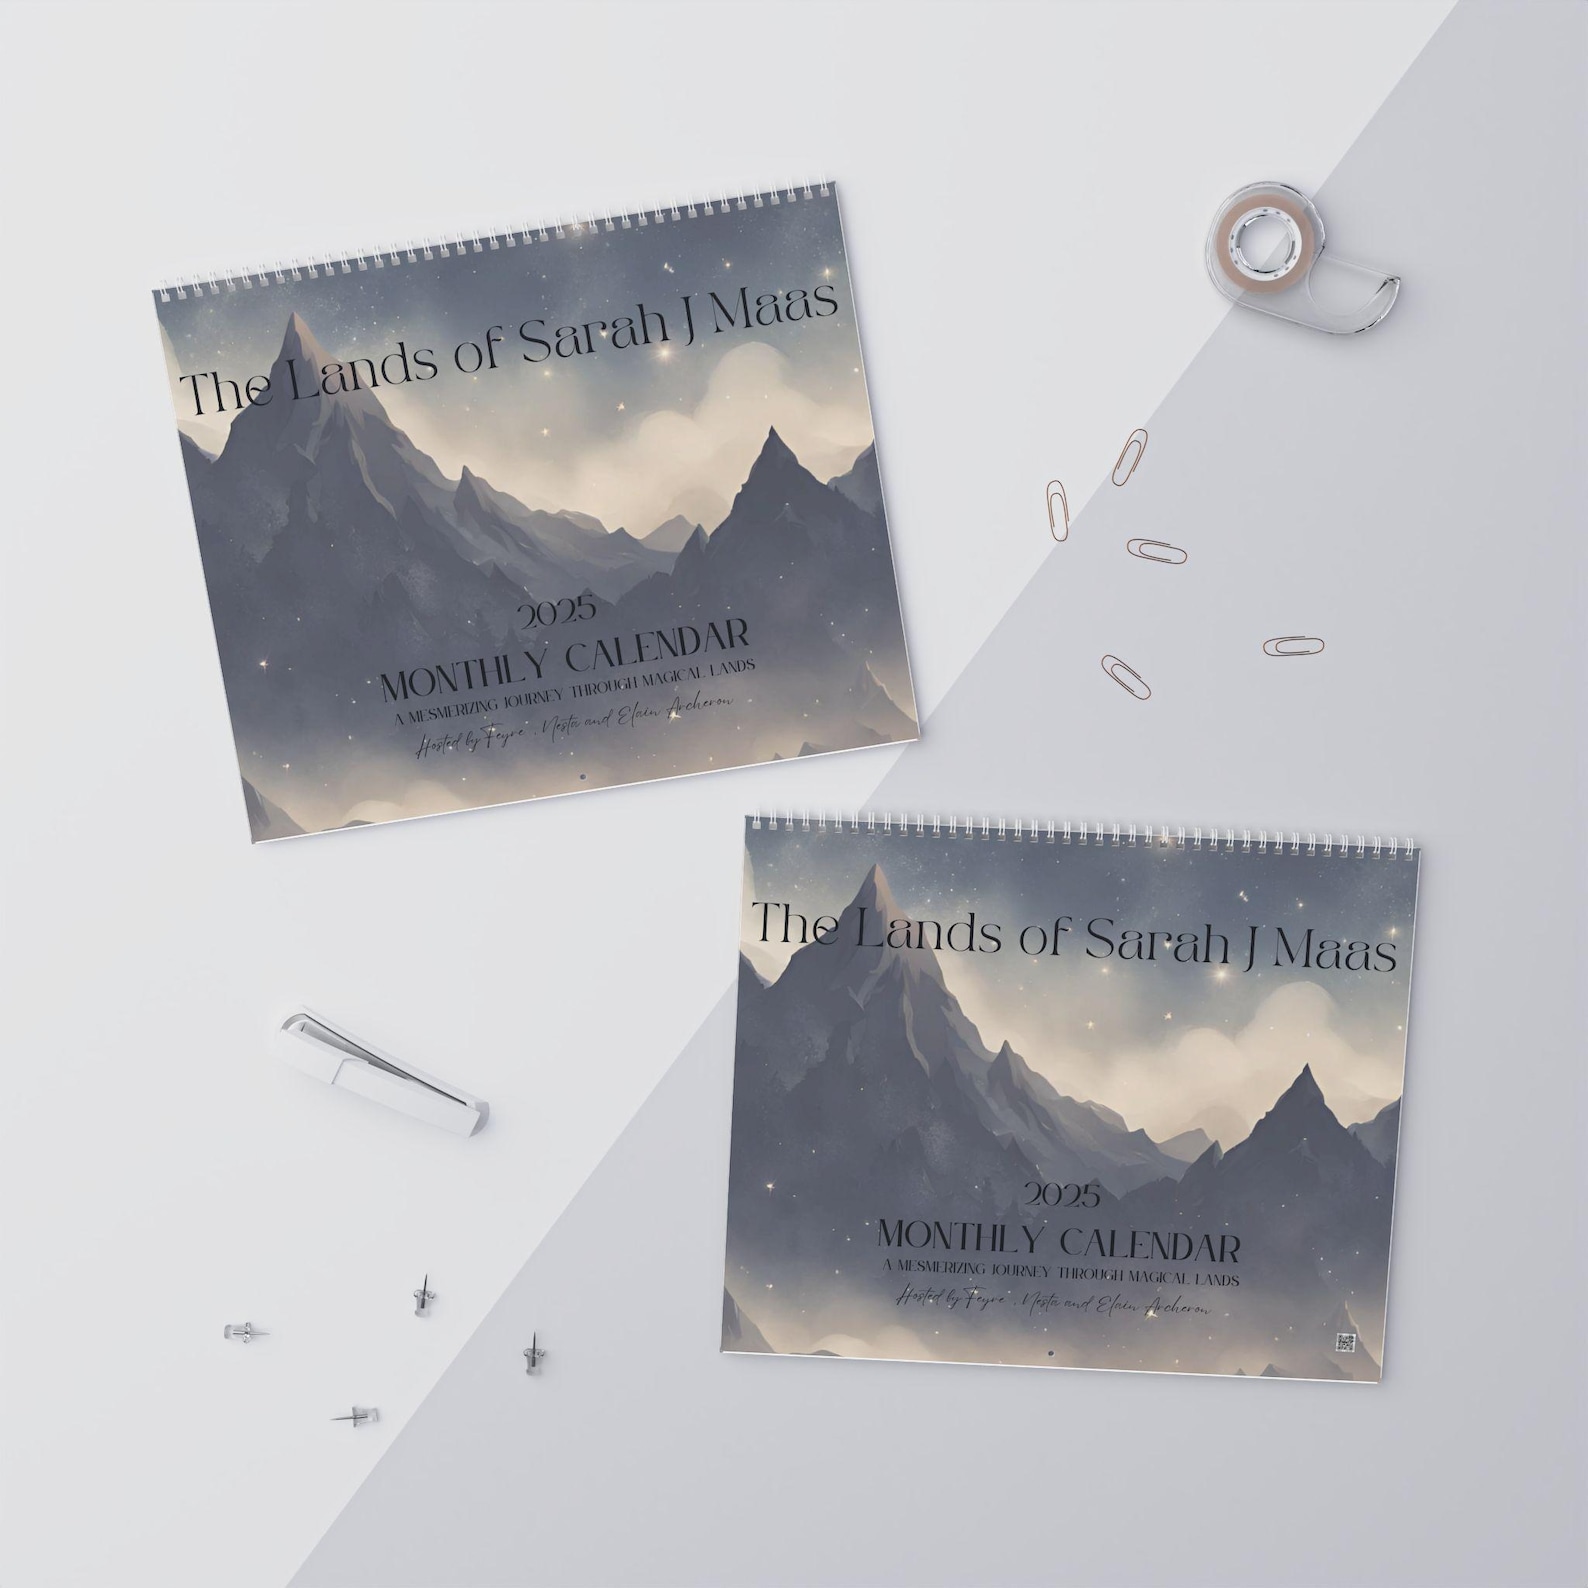 The Lands of Sarah J Maas
2025
MONTHLY CALENDAR
A MESMERIZING JOURNEY THROUGH MAGICAL LANDS
Hosted by Feyre , Nesta and Elain Archeron
The Lands of Sarah J Maas
2025
MONTHLY CALENDAR
A MESMERIZING JOURNEY THROUGH MAGICAL LANDS
Hosted by Feyre , Nesta and Elain Archeron